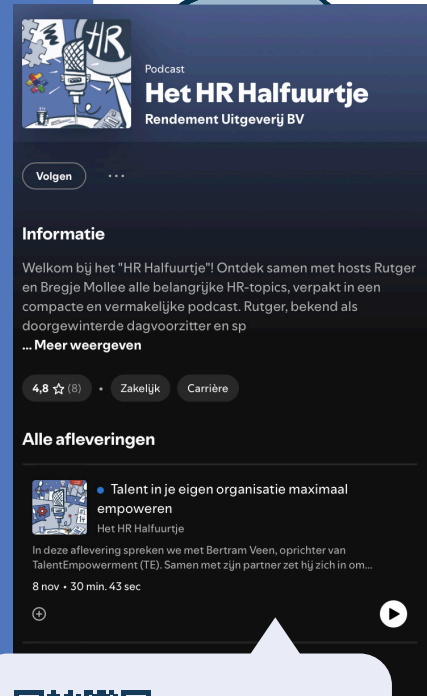 HR
Podcast
Het HR Halfuurtje
Rendement Uitgeverij BV
Volgen
Informatie
Welkom bij het "HR Halfuurtje"! Ontdek samen met hosts Rutger
en Bregje Mollee alle belangrijke HR-topics, verpakt in een
compacte en vermakelijke podcast. Rutger, bekend als
doorgewinterde dagvoorzitter en sp
... Meer weergeven
4,8 ☆ (8) • Zakelijk Carrière
Alle afleveringen
• Talent in je eigen organisatie maximaal
empoweren
Het HR Halfuurtje
In deze aflevering spreken we met Bertram Veen, oprichter van
TalentEmpowerment (TE). Samen met zijn partner zet hij zich in om...
8 nov • 30 min. 43 sec